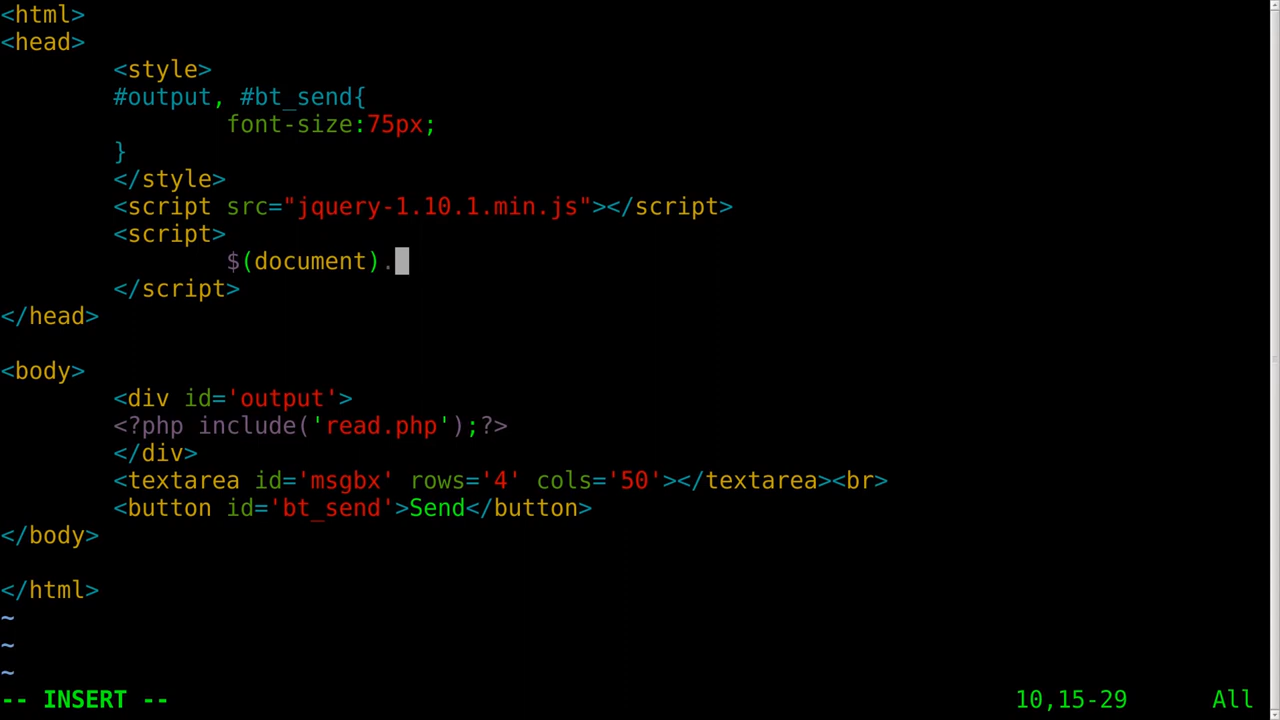 <html>
<head>
        <style>
        #output, #bt_send{
                font-size:75px;
        }
        </style>
        <script src="jquery-1.10.1.min.js"></script>
        <script>
                $(document).
        </script>
</head>

<body>
        <div id='output'>
        <?php include('read.php');?>
        </div>
        <textarea id='msgbx' rows='4' cols='50'></textarea><br>
        <button id='bt_send'>Send</button>
</body>

</html>
~
~
~
-- INSERT -- 10,15-29 All